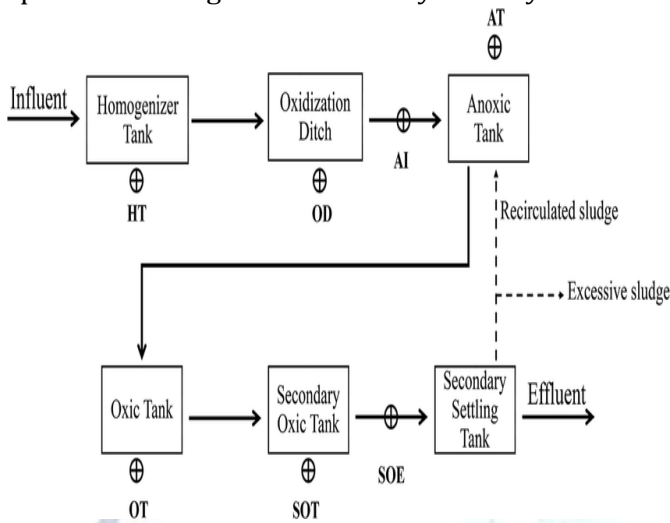 AT
Influent
Homogenizer
Tank
Oxidization
Ditch
Anoxic
Tank
AI
HT
OD
Recirculated sludge
Excessive sludge
Oxic Tank
Secondary
Oxic Tank
Secondary
Settling
Tank
Effluent
SOE
OT
SOT